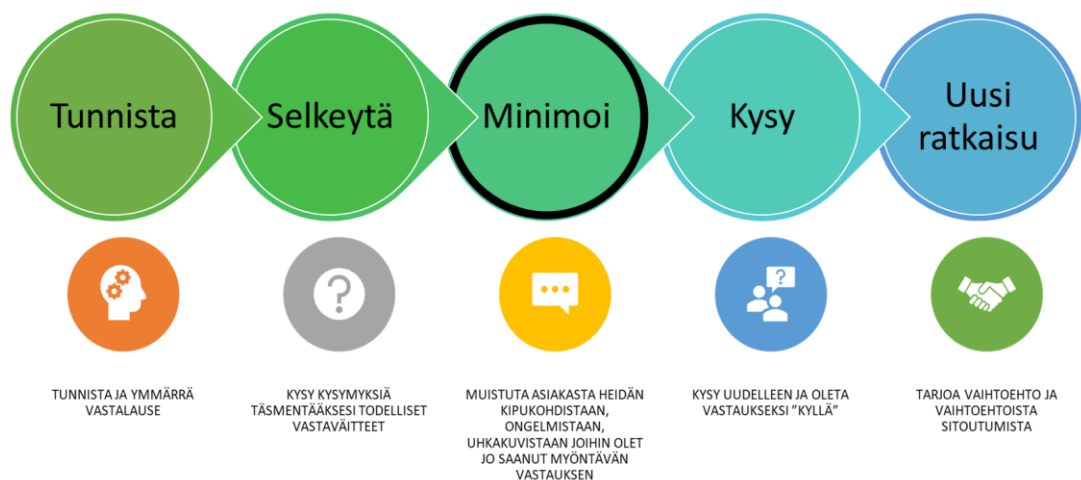 Tunnista
Selkeytä
Minimoi
Kysy
Uusi
ratkaisu
?
?
TUNNISTA JA YMMÄRRÄ
VASTALAUSE
KYSY KYSYMYKSIÄ
TÄSMENTÄÄKSESI TODELLISET
VASTAVÄITTEET
MUISTUTA ASIAKASTA HEIDÄN
KIPUKOHDISTAAN,
ONGELMISTAAN,
UHKAKUVISTAAN JOIHIN OLET
JO SAANUT MYÖNTÄVÄN
VASTAUKSEN
KYSY UUDELLEEN JA OLETA
VASTAUKSEKSI ”KYLLÄ”
TARJOA VAIHTOEHTO JA
VAIHTOEHTOISTA
SITOUTUMISTA